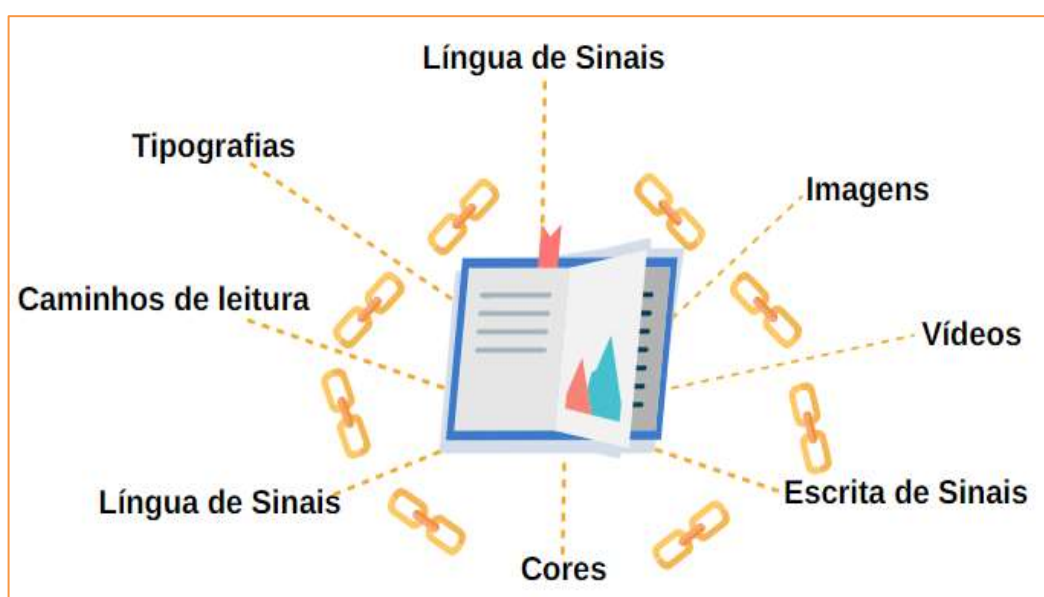 Língua de Sinais
Tipografias
Imagens
Caminhos de leitura
Vídeos
Língua de Sinais
Escrita de Sinais
Cores